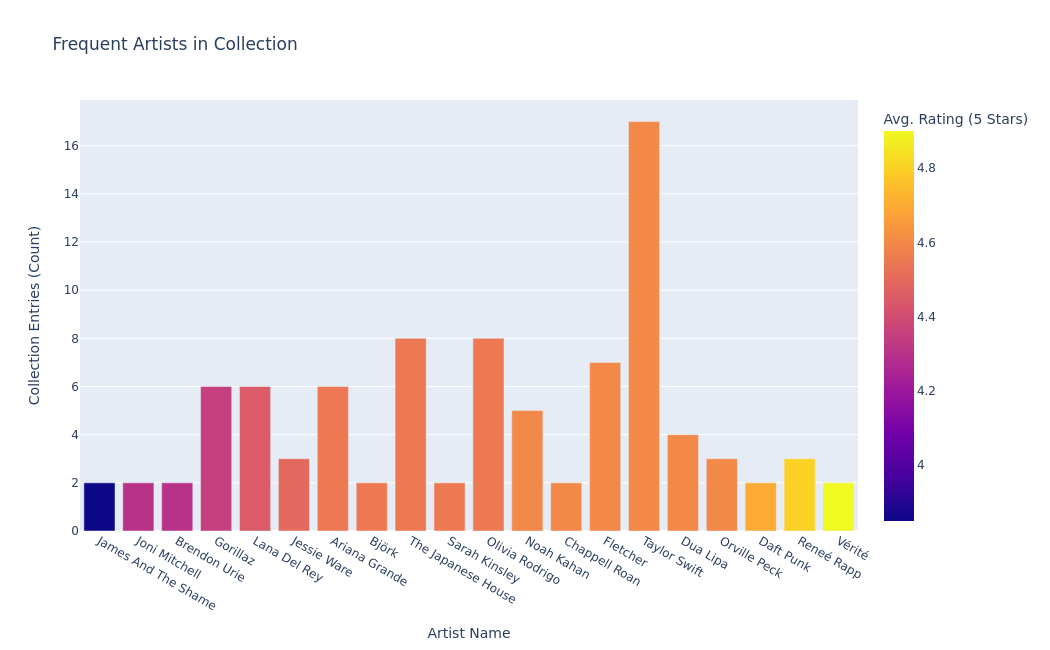 Frequent Artists in Collection
Avg. Rating (5 Stars)
Collection Entries (Count)
16
14
12
10
8
6
4
2
0
4.8
4.6
4.4
4.2
4
James And The Shame
Joni Mitchell
Brendon Urie
Gorillaz
Lana Del Rey
Jessie Ware
Ariana Grande
Björk
The Japanese House
Sarah Kinsley
Olivia Rodrigo
Noah Kahan
Chappell Roan
Fletcher
Taylor Swift
Dua Lipa
Orville Peck
Daft Punk
Reneé Rapp
Vérité
Artist Name